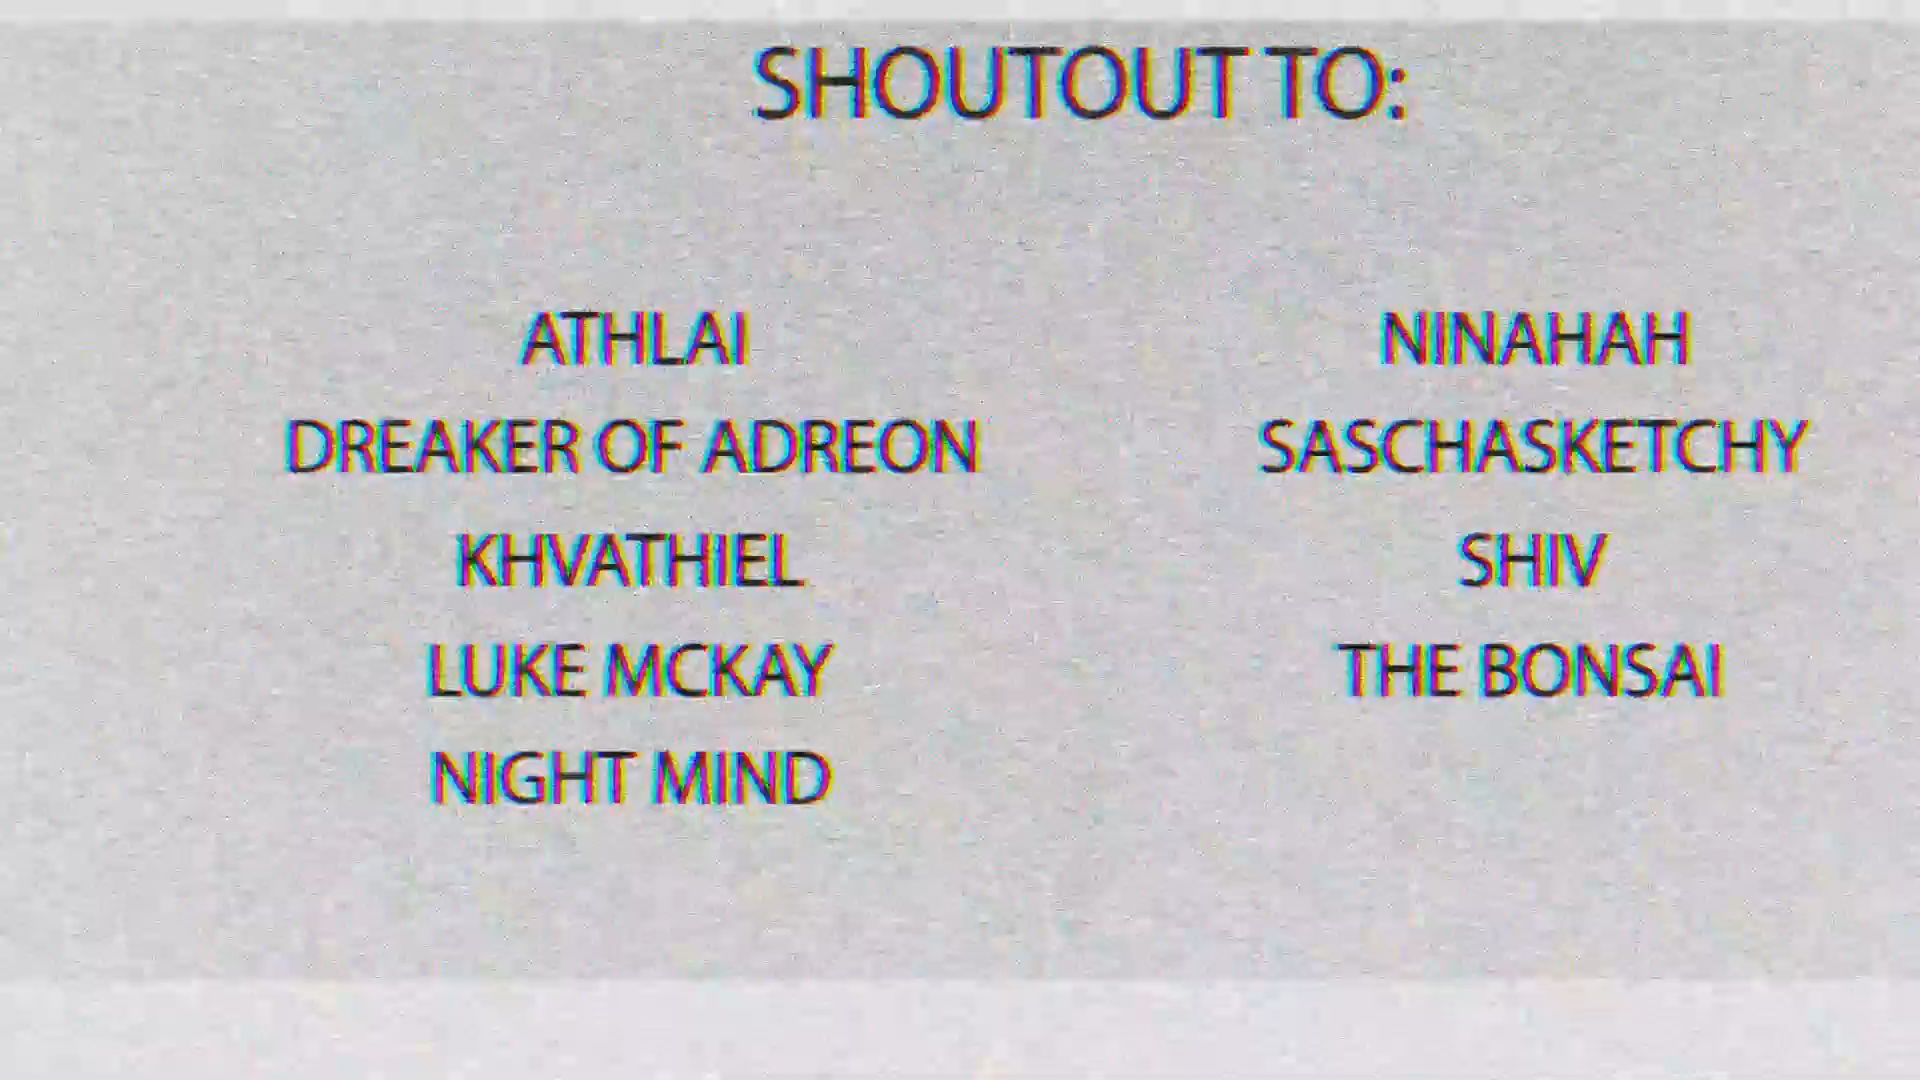 SHOUTOUT TO:
ATHLAI
DREAKER OF ADREON
KHVATHIEL
LUKE MCKAY
NIGHT MIND
NINAHAH
SASCHASKETCHY
SHIV
THE BONSAI